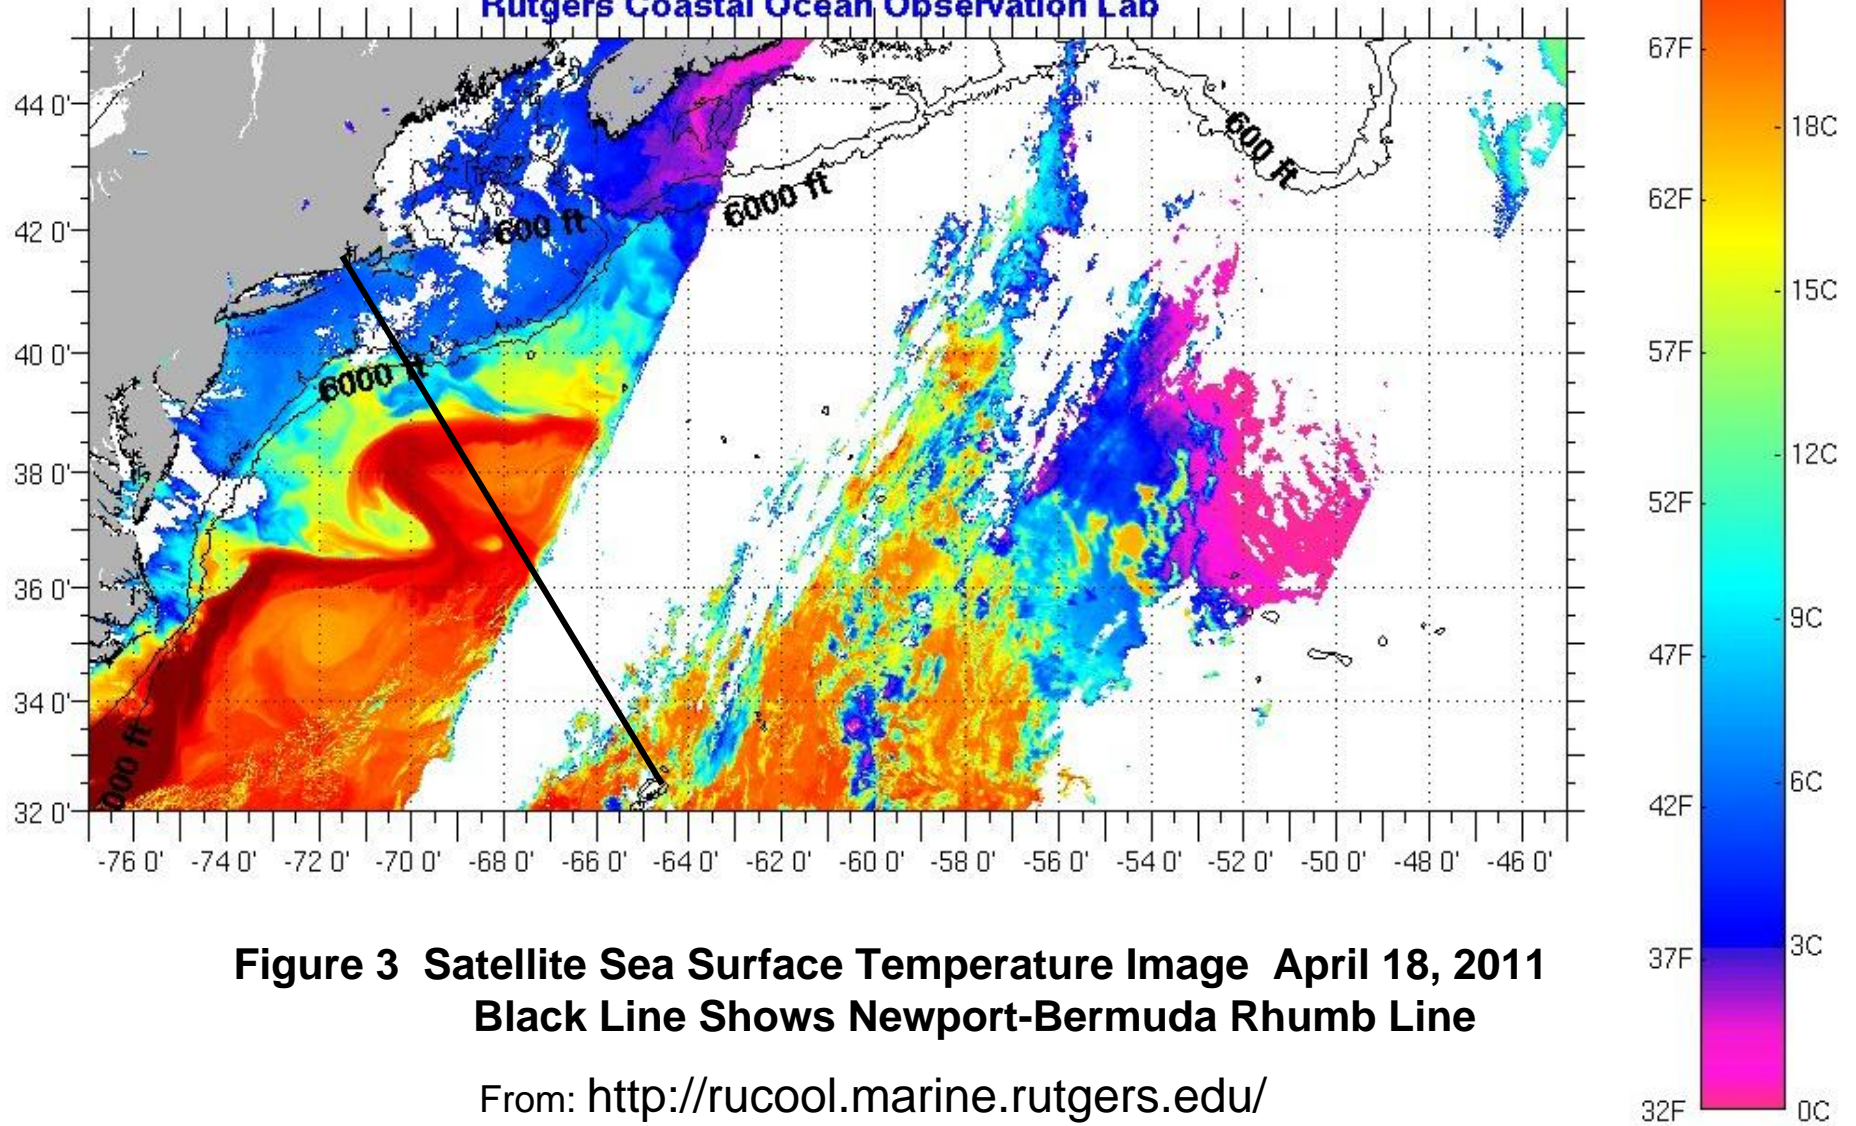 Rutgers Coastal Ocean Observation Lab
67F
44 0'
18C
600 ft
62F
6000 ft
42 0'
600 ft
15C
57F
40 0'
6000 ft
12C
38 0'
52F
36 0'
9C
47F
34 0'
000 ft
6C
42F
32 0'
-76 0' -74 0' -72 0' -70 0' -68 0' -66 0' -64 0' -62 0' -60 0' -58 0' -56 0' -54 0' -52 0' -50 0' -48 0' -46 0'
3C
37F
Figure 3 Satellite Sea Surface Temperature Image April 18, 2011
Black Line Shows Newport-Bermuda Rhumb Line
From: http://rucool.marine.rutgers.edu/
32F
0C